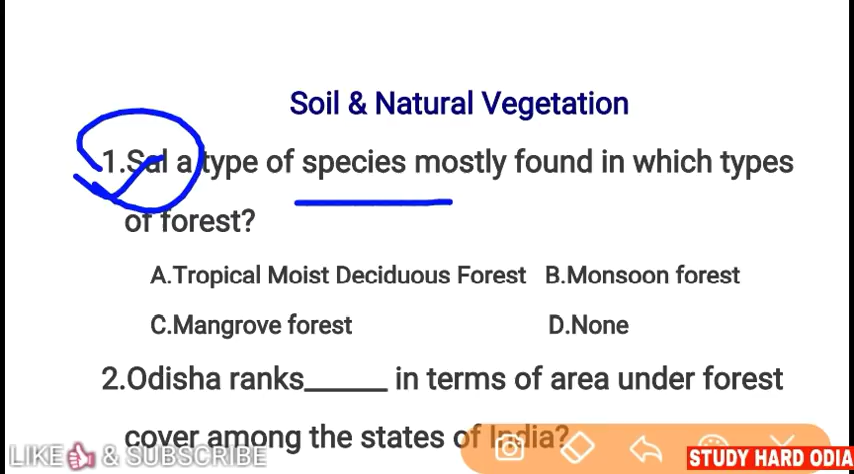 Soil & Natural Vegetation
1.Sal a type of species mostly found in which types
of forest?
A.Tropical Moist Deciduous Forest B.Monsoon forest
C.Mangrove forest D.None
2.Odisha ranks______ in terms of area under forest
cover among the states of India?
LIKE & SUBSCRIBE
STUDY HARD ODIA